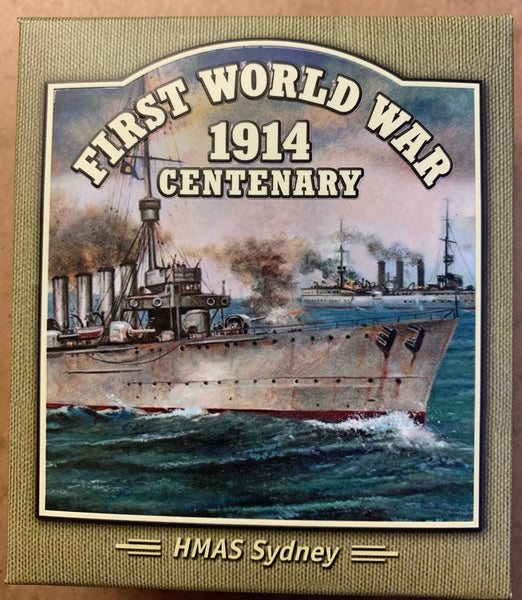 FIRST WORLD WAR
1914
CENTENARY
HMAS Sydney